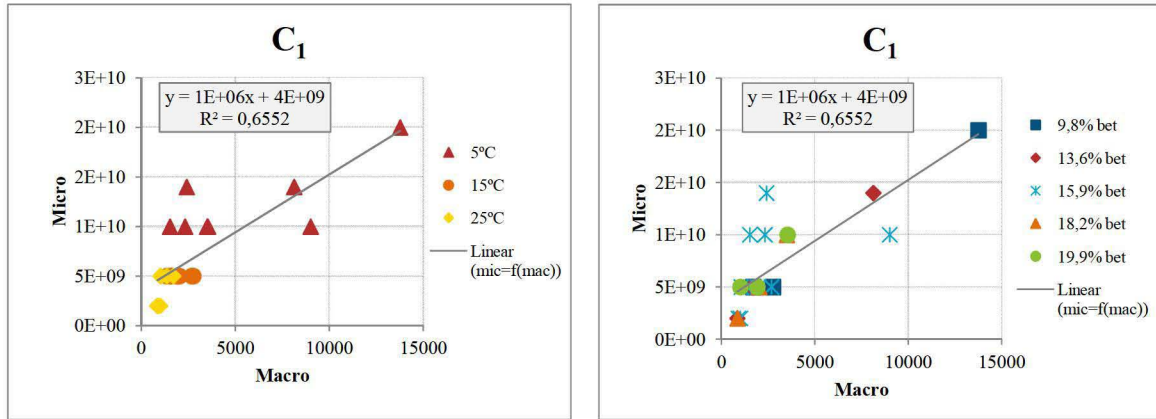 C1
3E+10
2E+10
2E+10
1E+10
5E+09
0E+00
Micro
y = 1E+06x + 4E+09
R² = 0,6552
0
5000
10000
15000
Macro
5ºC
15ºC
25ºC
Linear
(mic=f(mac))
C1
3E+10
2E+10
2E+10
1E+10
5E+09
0E+00
Micro
y = 1E+06x + 4E+09
R² = 0,6552
0
5000
10000
15000
Macro
9,8% bet
13,6% bet
15,9% bet
18,2% bet
19,9% bet
Linear
(mic=f(mac))